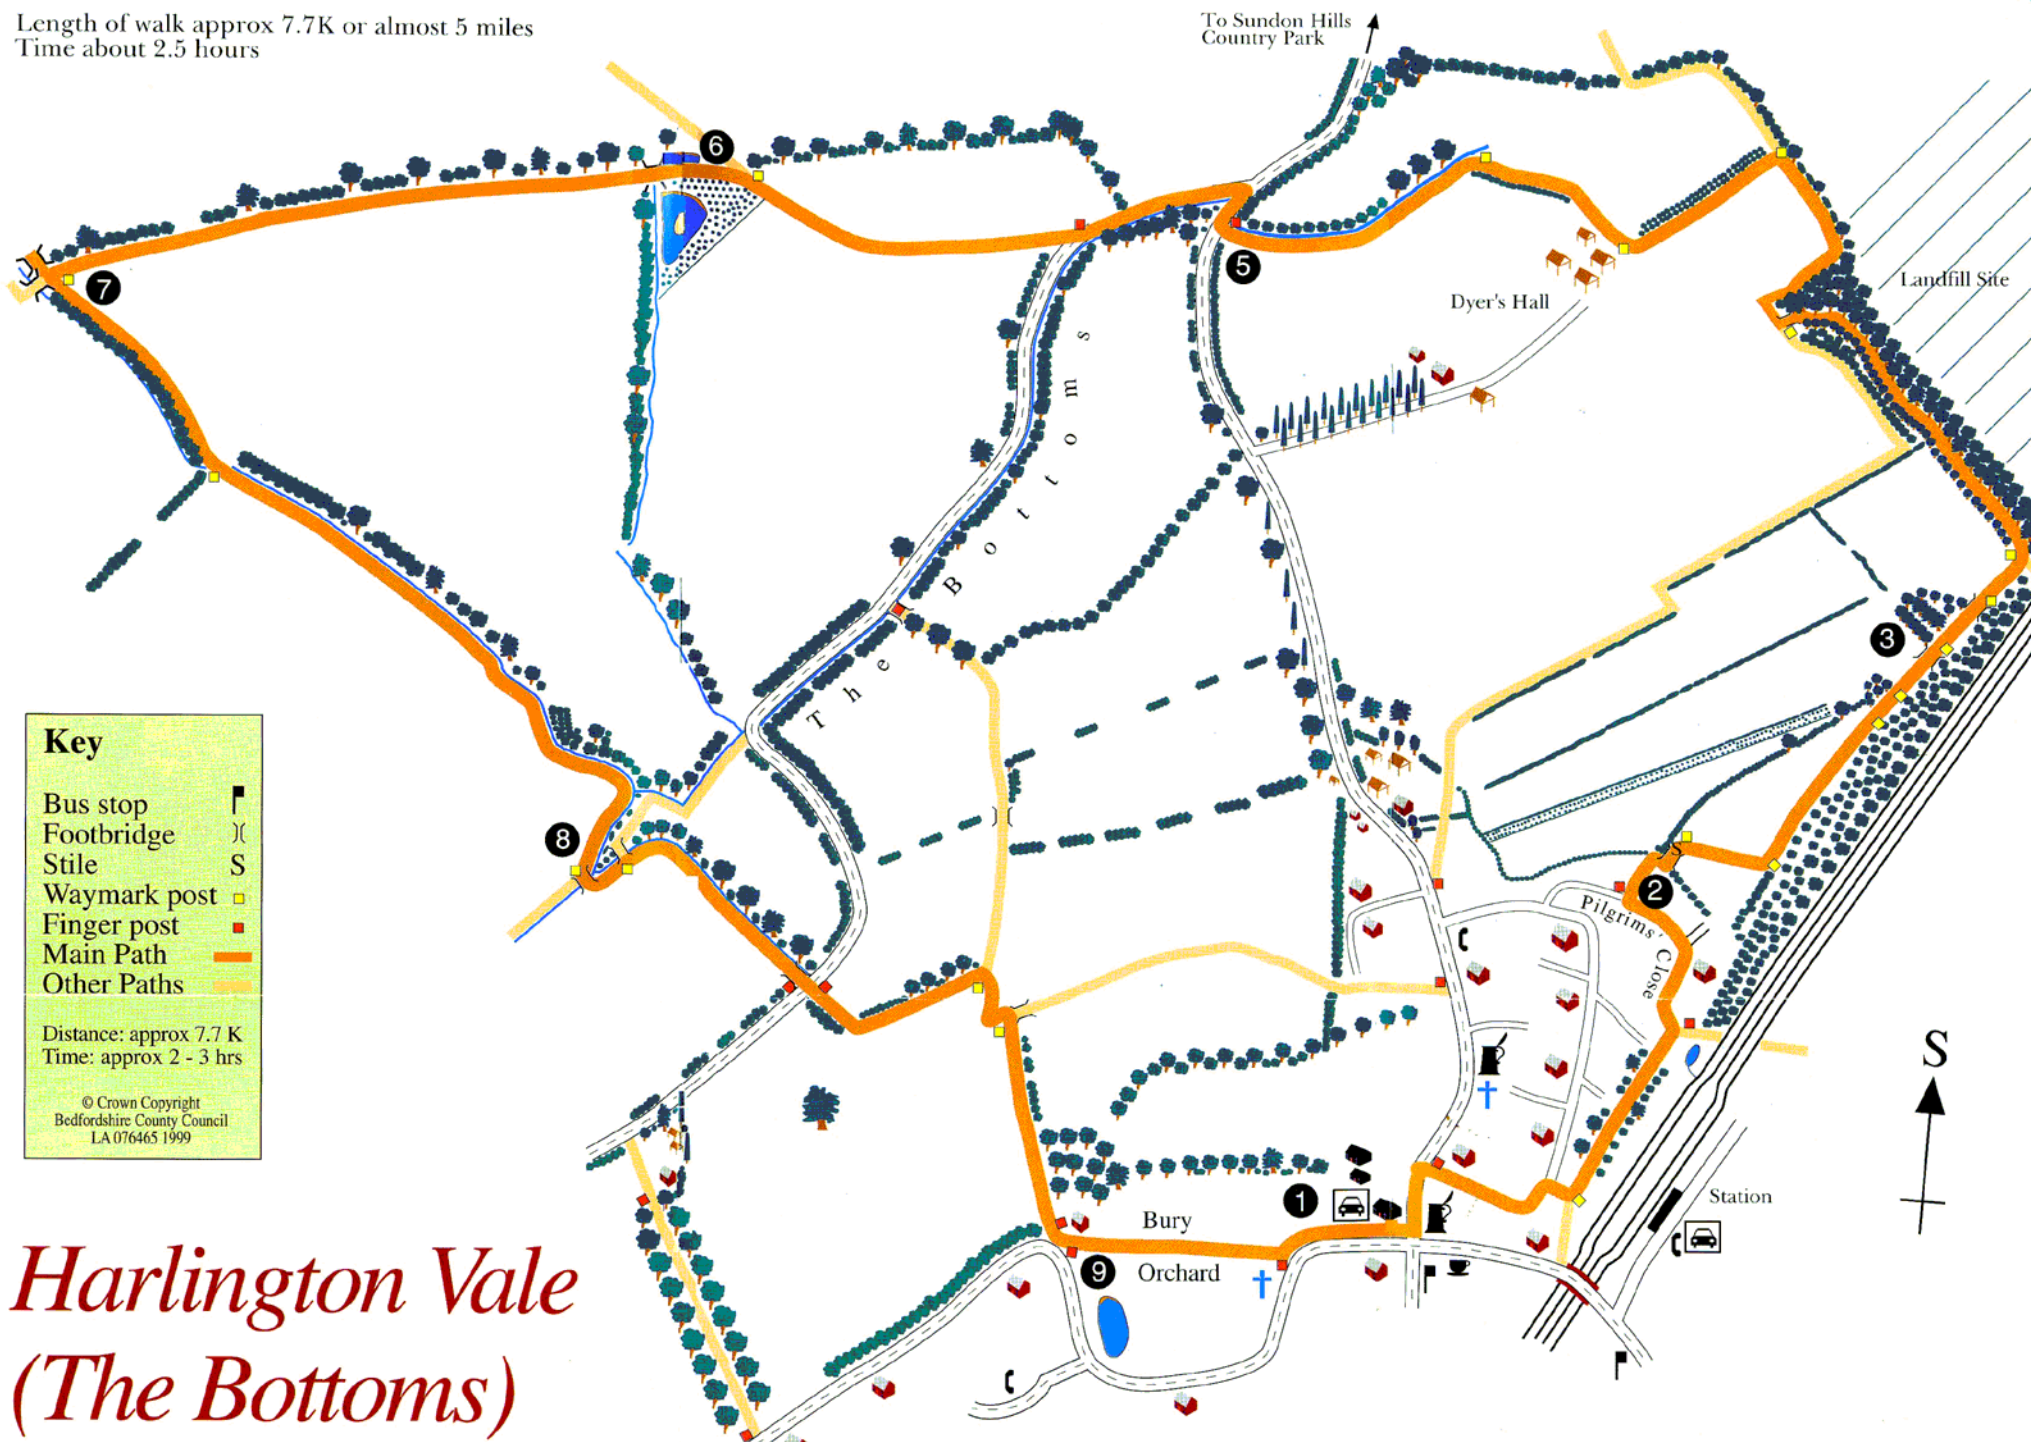 Length of walk approx 7.7K or almost 5 miles
Time about 2.5 hours
To Sundon Hills
Country Park
6
7
5
Dyer's Hall
Landfill Site
The Bottoms
3
8
2
Pilgrims' Close
Key
Bus stop
Footbridge
Stile S
Waymark post
Finger post
Main Path
Other Paths
Distance: approx 7.7 K
Time: approx 2 - 3 hrs
© Crown Copyright
Bedfordshire County Council
LA 076465 1999
S
S
1
Station
Bury
9
Orchard
Harlington Vale
(The Bottoms)